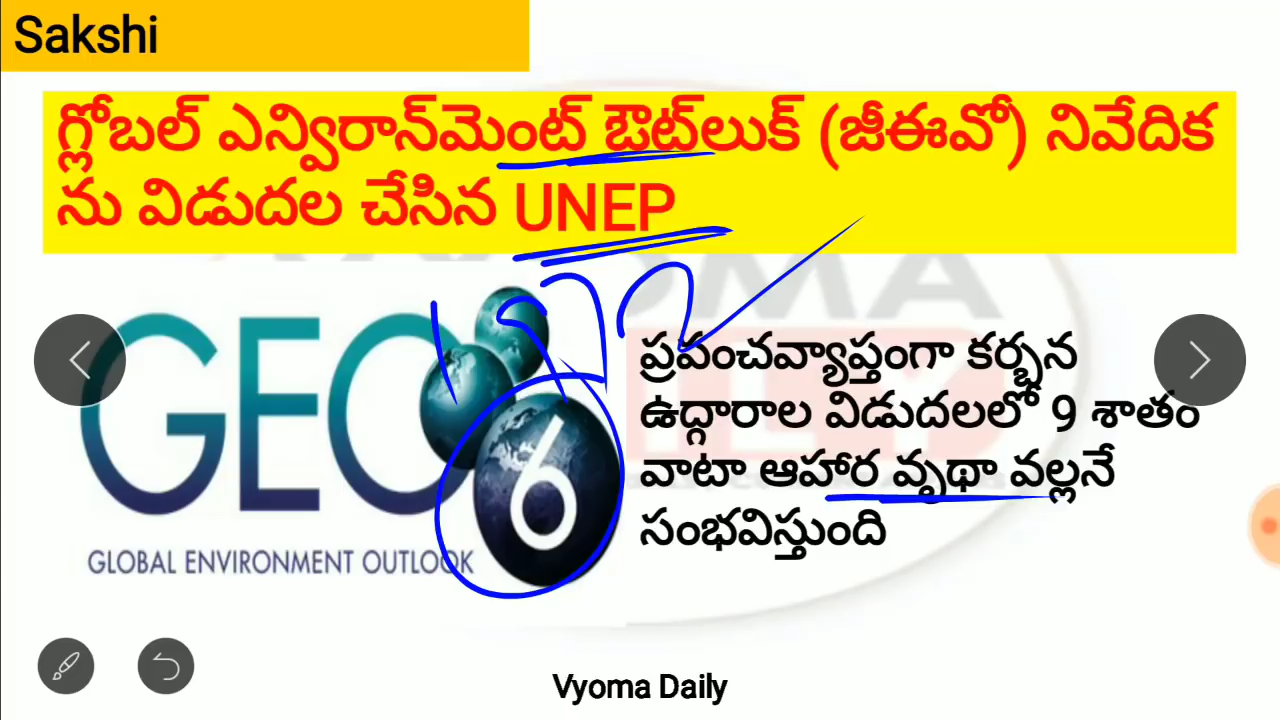 Sakshi
గ్లోబల్ ఎన్విరాన్‌మెంట్ ఔట్‌లుక్ (జీఈవో) నివేదిక
ను విడుదల చేసిన UNEP
1972
GEO
6
GLOBAL ENVIRONMENT OUTLOOK
ప్రపంచవ్యాప్తంగా కర్బన
ఉద్గారాల విడుదలలో 9 శాతం
వాటా ఆహార వృథా వల్లనే
సంభవిస్తుంది
Vyoma Daily